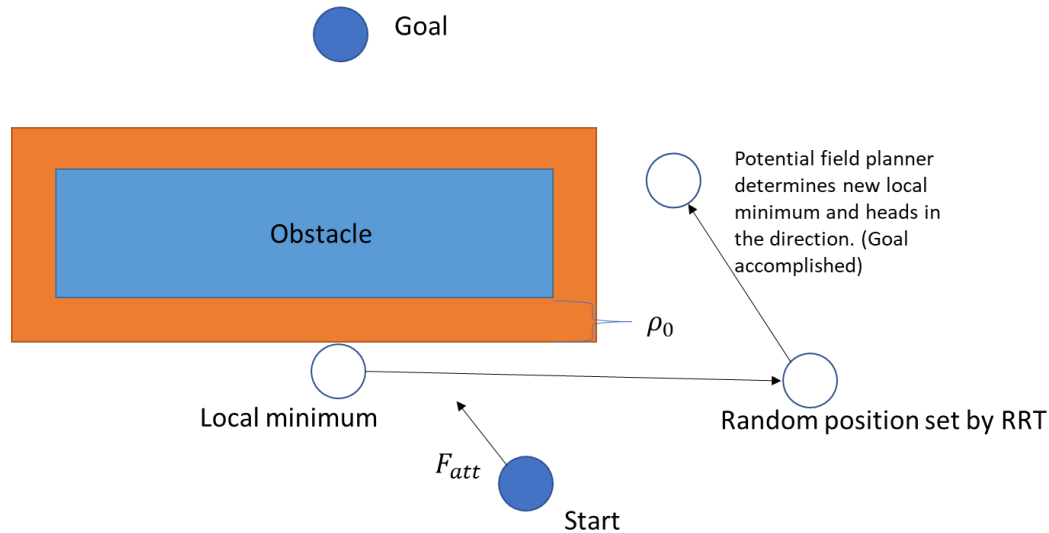 Goal
Potential field planner
determines new local
minimum and heads in
the direction. (Goal
accomplished)
Obstacle
ρ₀
Local minimum
Random position set by RRT
F_att
Start